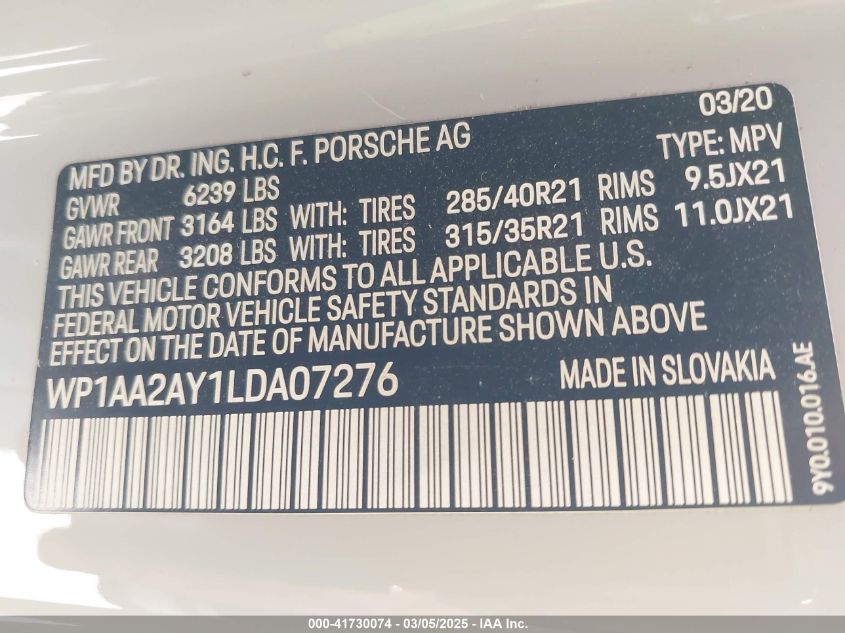 03/20
MFD BY DR. ING. H.C. F. PORSCHE AG TYPE: MPV
GVWR 6239 LBS
GAWR FRONT 3164 LBS WITH: TIRES 285/40R21 RIMS 9.5JX21
GAWR REAR 3208 LBS WITH: TIRES 315/35R21 RIMS 11.0JX21
THIS VEHICLE CONFORMS TO ALL APPLICABLE U.S.
FEDERAL MOTOR VEHICLE SAFETY STANDARDS IN
EFFECT ON THE DATE OF MANUFACTURE SHOWN ABOVE
WP1AA2AY1LDA07276 MADE IN SLOVAKIA
9Y0.010.016.AE
000-41730074 - 03/05/2025 - IAA Inc.